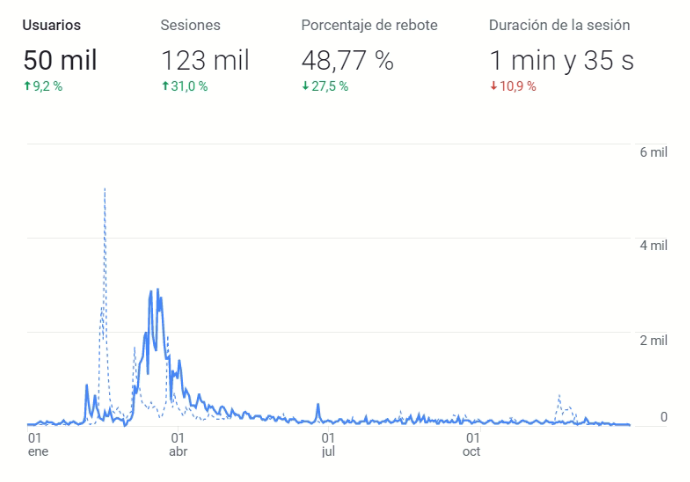 Usuarios
50 mil
↑9,2 %
Sesiones
123 mil
↑31,0 %
Porcentaje de rebote
48,77 %
↓27,5 %
Duración de la sesión
1 min y 35 s
↓10,9 %
6 mil
4 mil
2 mil
0
01
ene
01
abr
01
jul
01
oct